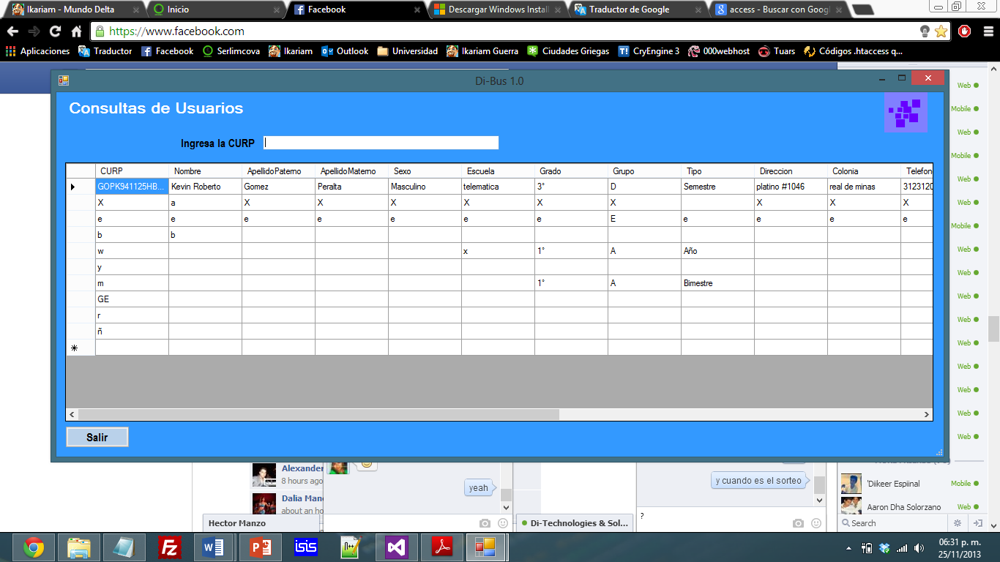 Ikariam - Mundo Delta Inicio Facebook Descargar Windows Instal Traductor de Google access - Buscar con Goog
https://www.facebook.com
Aplicaciones Traductor Facebook Serlimcova Ikariam Outlook Universidad Ikariam Guerra Ciudades Griegas CryEngine 3 000webhost Tuars Códigos .htaccess q...
Di-Bus 1.0
Consultas de Usuarios
Ingresa la CURP
CURP Nombre ApellidoPaterno ApellidoMaterno Sexo Escuela Grado Grupo Tipo Direccion Colonia Telefon
GOPK941125HB... Kevin Roberto Gomez Peralta Masculino telematica 3° D Semestre platino #1046 real de minas 3123120
X a X X X X X X X X X
e e e e e e e E e e e e
b b
w x 1° A Año
y
m 1° A Bimestre
GE
r
ñ
Salir
Web
Mobile
Web
Mobile
Web
Web
Mobile
Web
Web
Web
Web
Web
Web
Web
Web
Web
Alexander
8 hours ago
Dalia Man
about an ho
yeah
Hector Manzo
y cuando es el sorteo
?
Di-Technologies & Sol...
'Diikeer Espiinal Mobile
Aaron Dha Solorzano Web
Search
isis
06:31 p. m.
25/11/2013